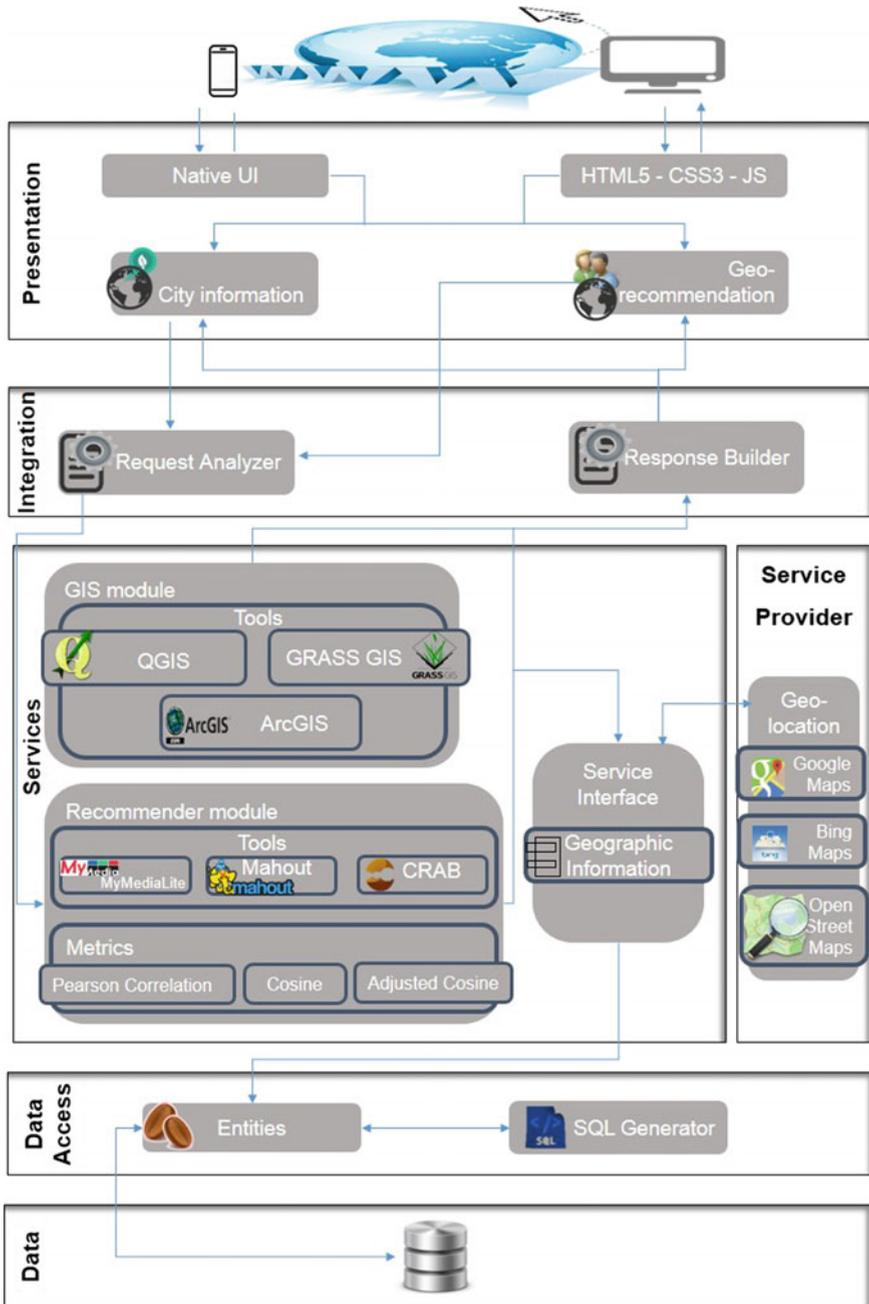 WWW
Presentation
Native UI
HTML5 - CSS3 - JS
City information
Geo-
recommendation
Integration
Request Analyzer
Response Builder
Services
GIS module
Tools
QGIS
GRASS GIS
GRASS GIS
ArcGIS
ArcGIS
Recommender module
Tools
My
Media
MyMediaLite
Mahout
mahout
CRAB
Metrics
Pearson Correlation
Cosine
Adjusted Cosine
Service
Interface
Geographic
Information
Service
Provider
Geo-
location
Google
Maps
bing
Bing
Maps
Open
Street
Maps
Data
Access
Entities
SQL
SQL Generator
Data